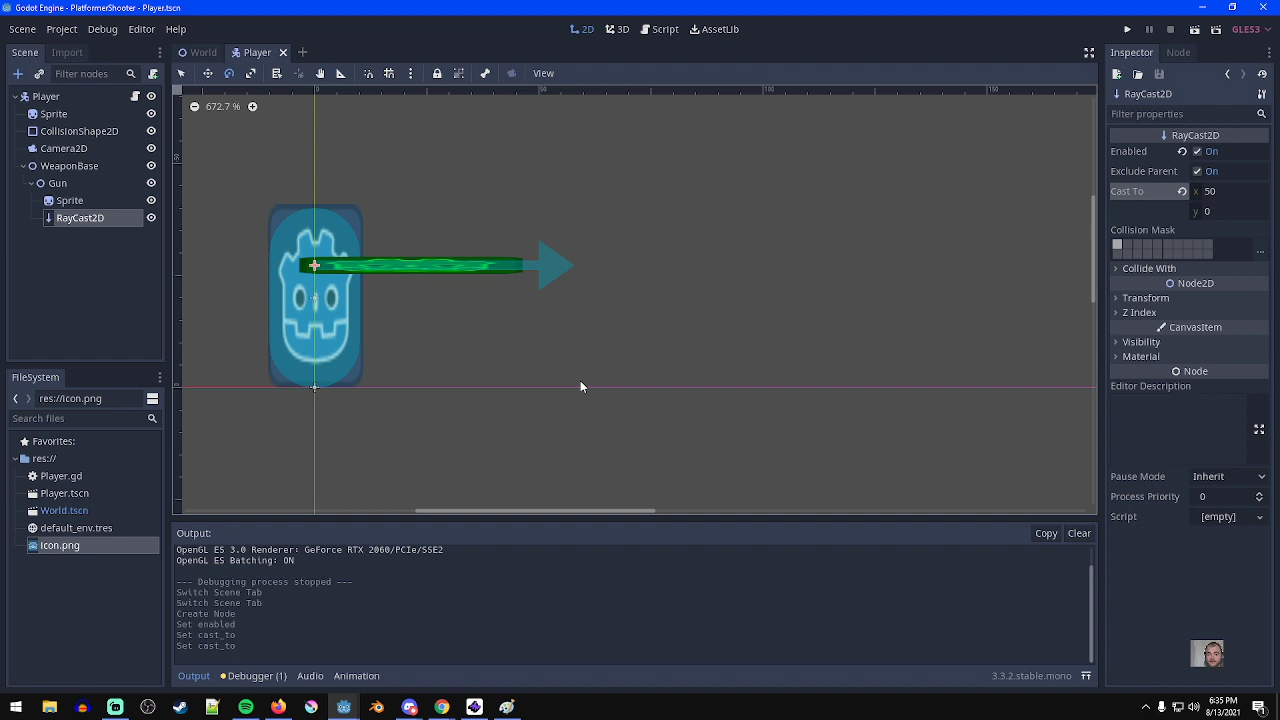 Godot Engine - PlatformerShooter - Player.tscn
Scene Project Debug Editor Help
2D 3D Script AssetLib
GLES3
Scene Import
World Player
Inspector Node
Filter nodes
View
RayCast2D
Player
Sprite
CollisionShape2D
Camera2D
WeaponBase
Gun
Sprite
RayCast2D
672.7 %
0 50 100 150
Filter properties
RayCast2D
Enabled On
Exclude Parent On
Cast To x 50
y 0
Collision Mask
Collide With
Node2D
Transform
Z Index
CanvasItem
Visibility
Material
Node
Editor Description
Pause Mode Inherit
Process Priority 0
Script [empty]
FileSystem
res://icon.png
Search files
Favorites:
res://
Player.gd
Player.tscn
World.tscn
default_env.tres
icon.png
Output:
Copy Clear
OpenGL ES 3.0 Renderer: GeForce RTX 2060/PCIe/SSE2
OpenGL ES Batching: ON
--- Debugging process stopped ---
Switch Scene Tab
Switch Scene Tab
Create Node
Set enabled
Set cast_to
Set cast_to
Output Debugger (1) Audio Animation
3.3.2.stable.mono
6:35 PM
8/13/2021